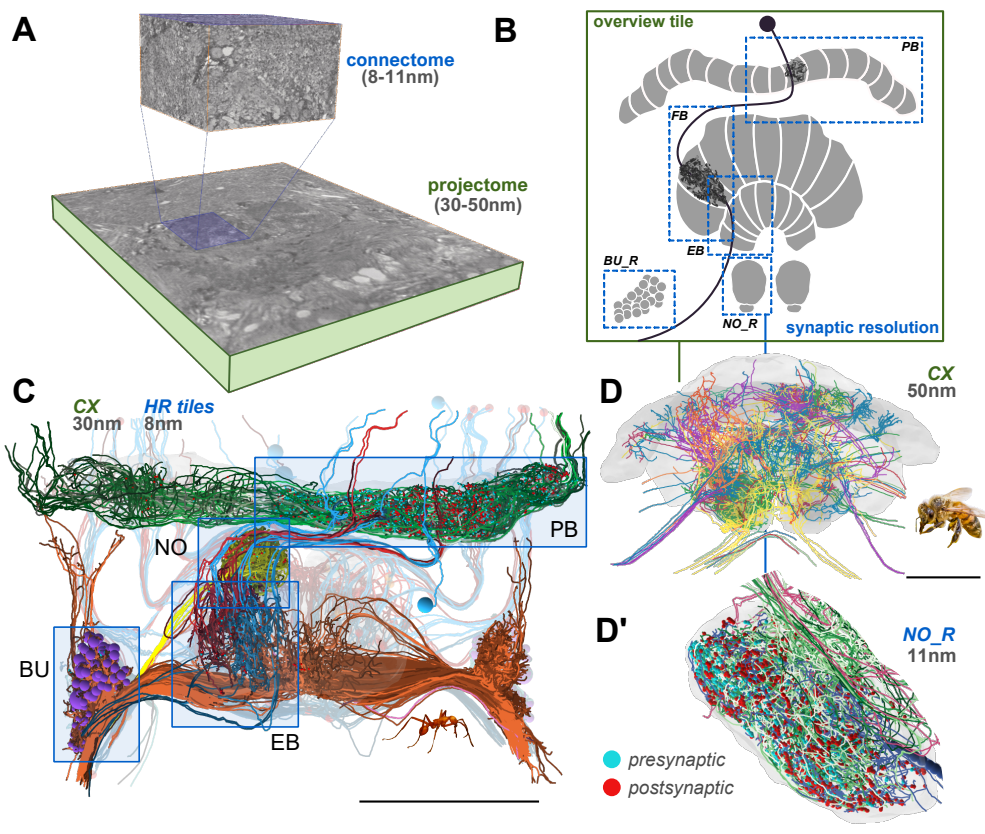 A
connectome
(8-11nm)
projectome
(30-50nm)
B
overview tile
PB
FB
EB
BU_R
NO_R
synaptic resolution
C
CX
30nm
HR tiles
8nm
NO
PB
BU
EB
D
CX
50nm
D'
NO_R
11nm
presynaptic
postsynaptic